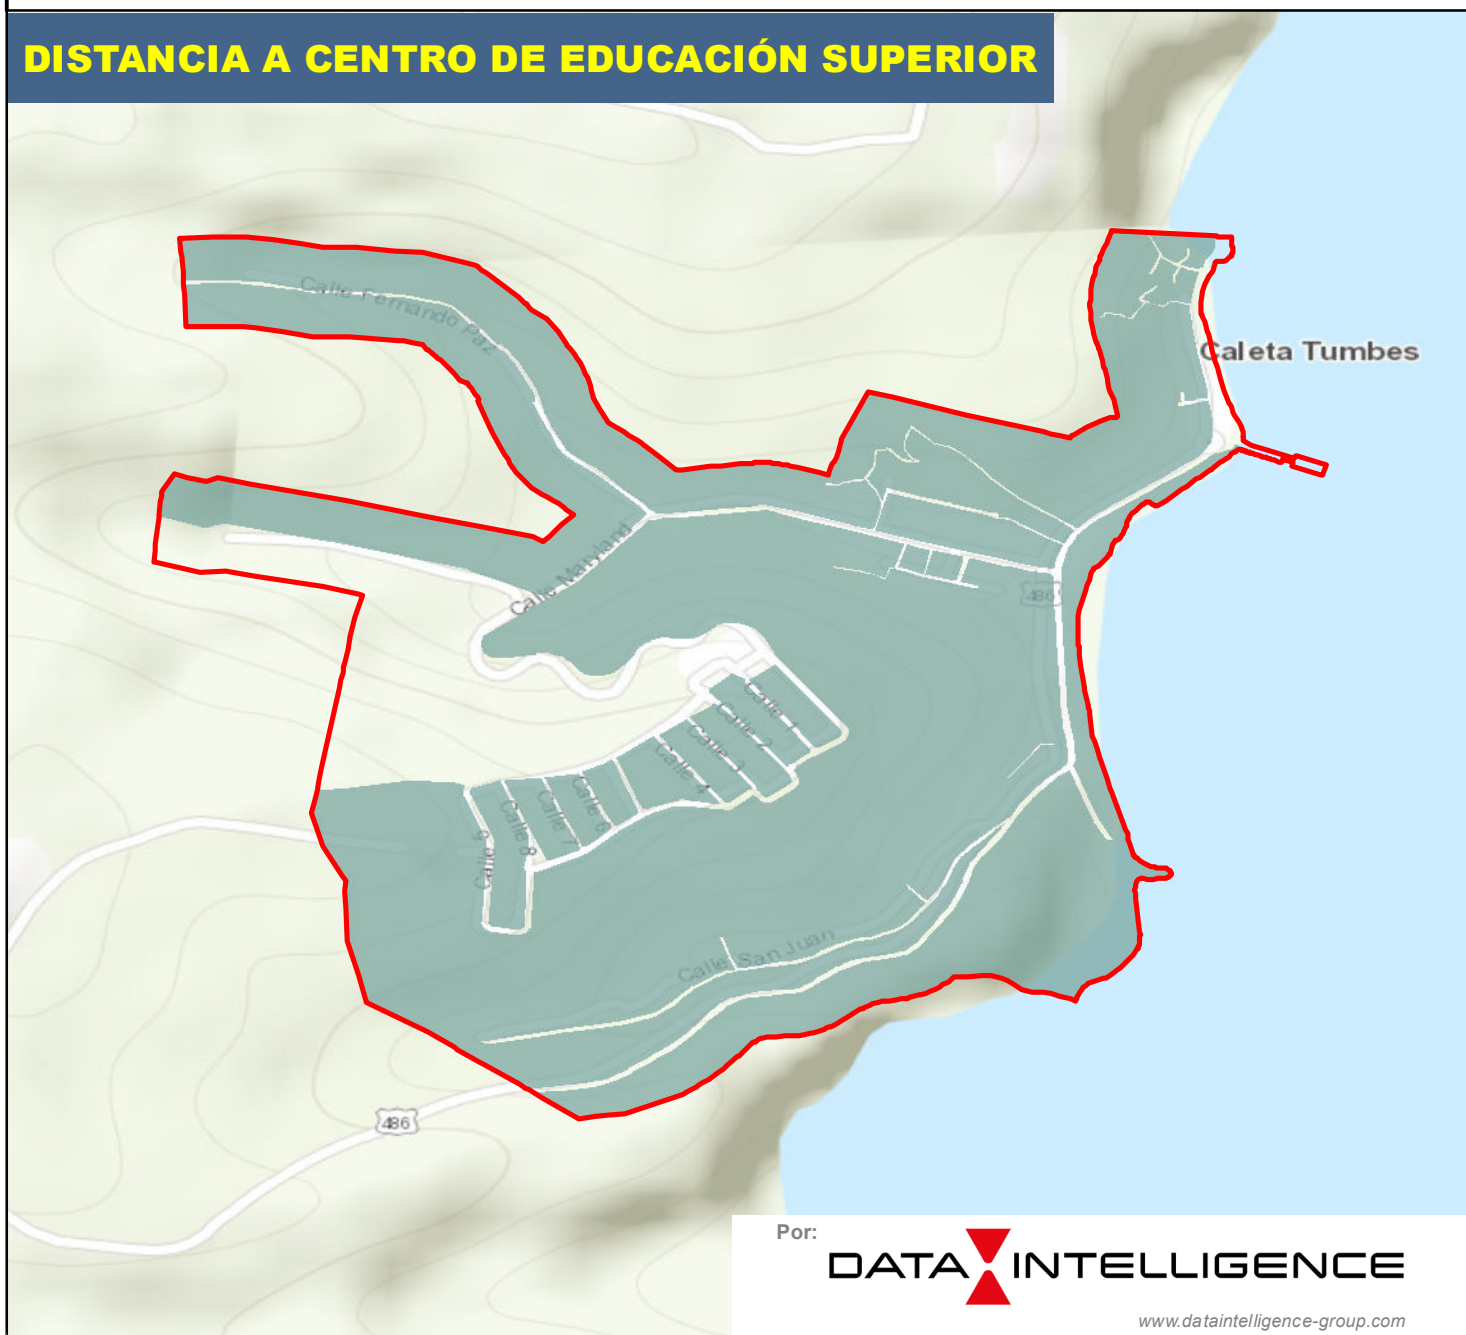 DISTANCIA A CENTRO DE EDUCACIÓN SUPERIOR
Calle Fernando Paz
Caleta Tumbes
Calle Maryland
486
Calle 1
Calle 2
Calle 3
Calle 4
Calle 6
Calle 7
Calle 8
Calle 9
Calle San Juan
486
Por:
DATA INTELLIGENCE
www.dataintelligence-group.com